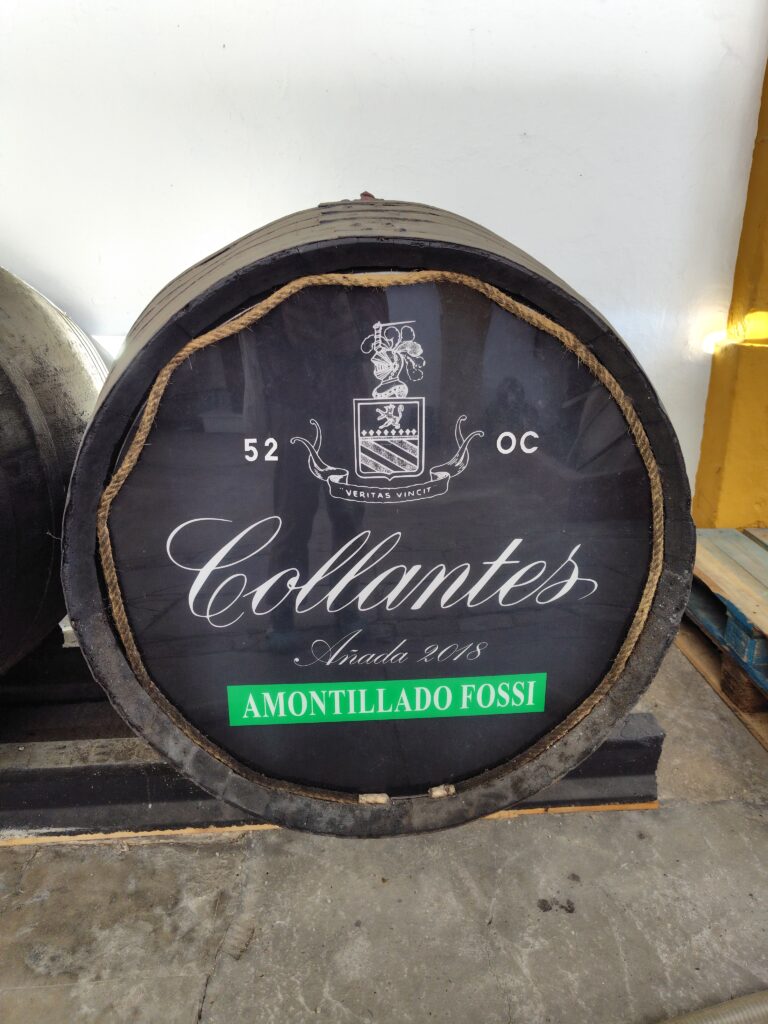 52 OC
"VERITAS VINCIT"
Collantes
Añada 2018
AMONTILLADO FOSSI